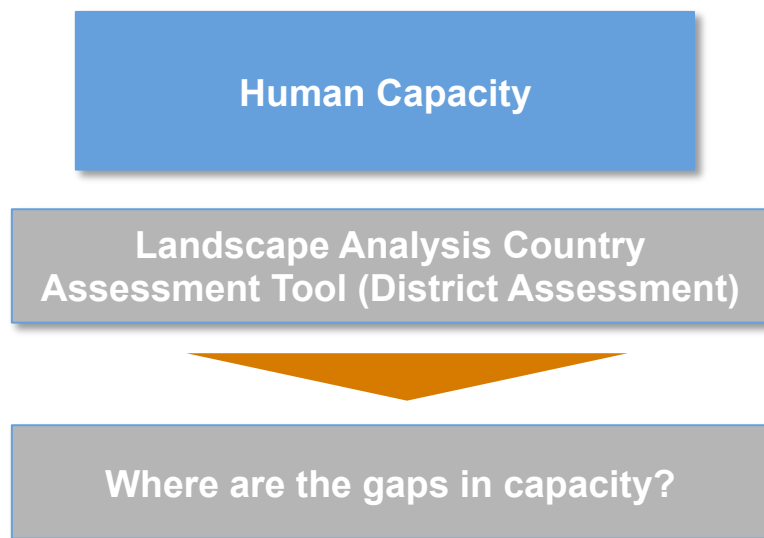 Human Capacity
Landscape Analysis Country
Assessment Tool (District Assessment)
Where are the gaps in capacity?